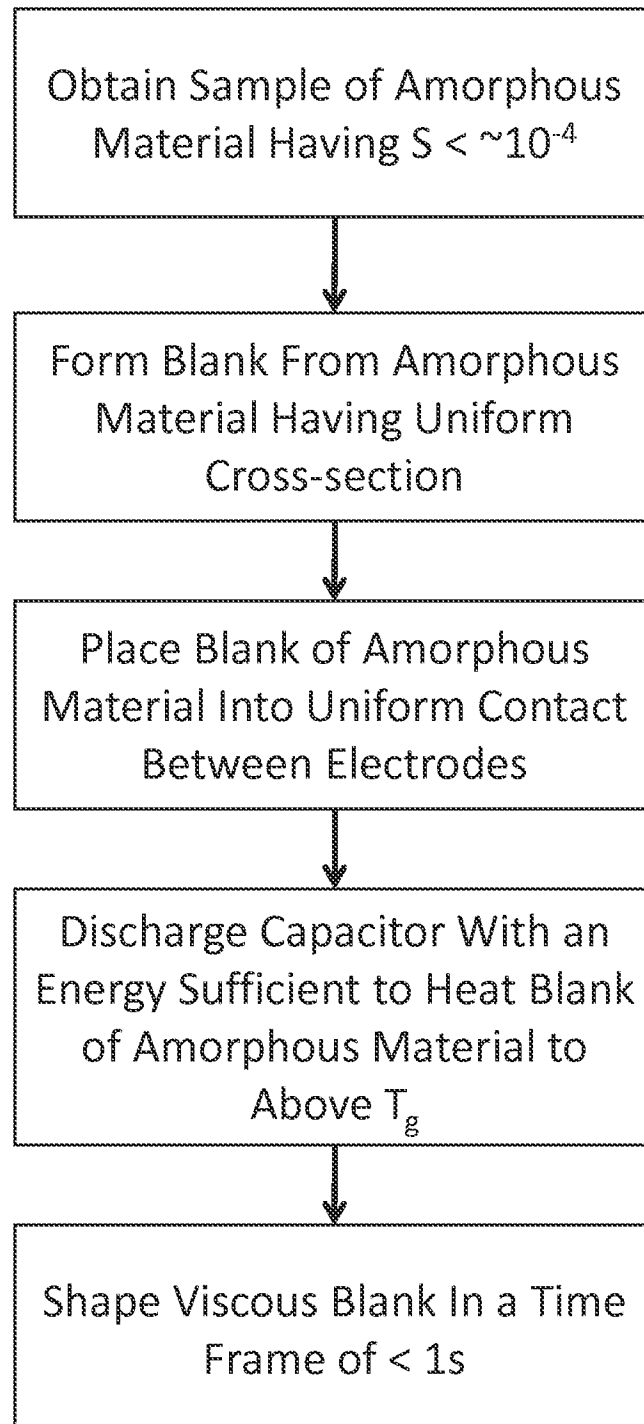 Obtain Sample of Amorphous
Material Having S < ~10⁻⁴
Form Blank From Amorphous
Material Having Uniform
Cross-section
Place Blank of Amorphous
Material Into Uniform Contact
Between Electrodes
Discharge Capacitor With an
Energy Sufficient to Heat Blank
of Amorphous Material to
Above T_g
Shape Viscous Blank In a Time
Frame of < 1s